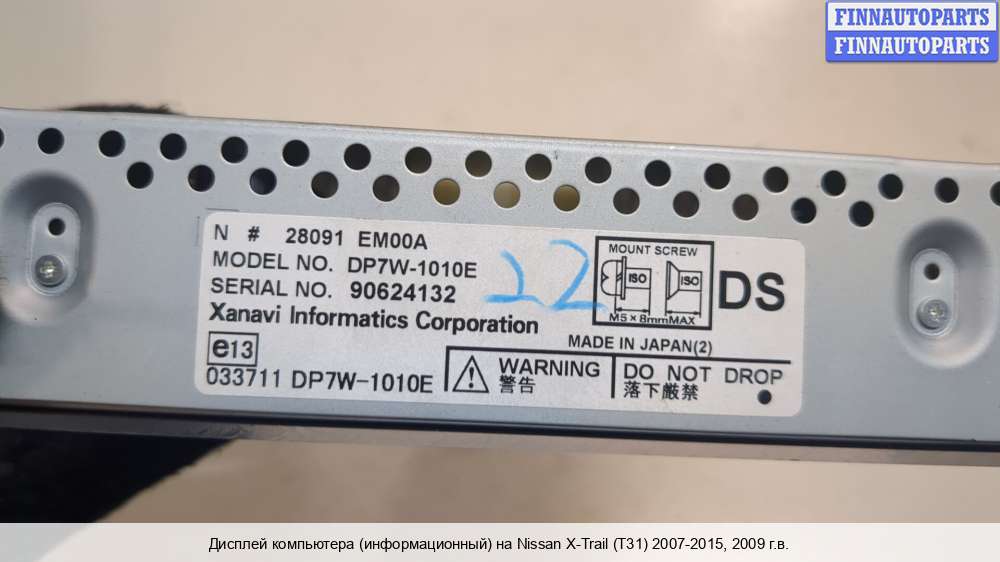 FINNAUTOPARTS
FINNAUTOPARTS
N # 28091 EM00A
MODEL NO. DP7W-1010E
SERIAL NO. 90624132
Xanavi Informatics Corporation
22
MOUNT SCREW
ISO ISO
M5×8mmMAX
DS
MADE IN JAPAN(2)
e13
033711 DP7W-1010E
WARNING
警告
DO NOT DROP
落下厳禁
Дисплей компьютера (информационный) на Nissan X-Trail (T31) 2007-2015, 2009 г.в.